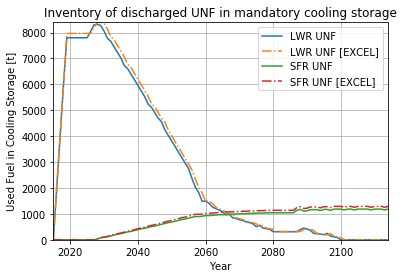 Inventory of discharged UNF in mandatory cooling storage
Used Fuel in Cooling Storage [t]
8000
7000
6000
5000
4000
3000
2000
1000
0
LWR UNF
LWR UNF [EXCEL]
SFR UNF
SFR UNF [EXCEL]
2020 2040 2060 2080 2100
Year